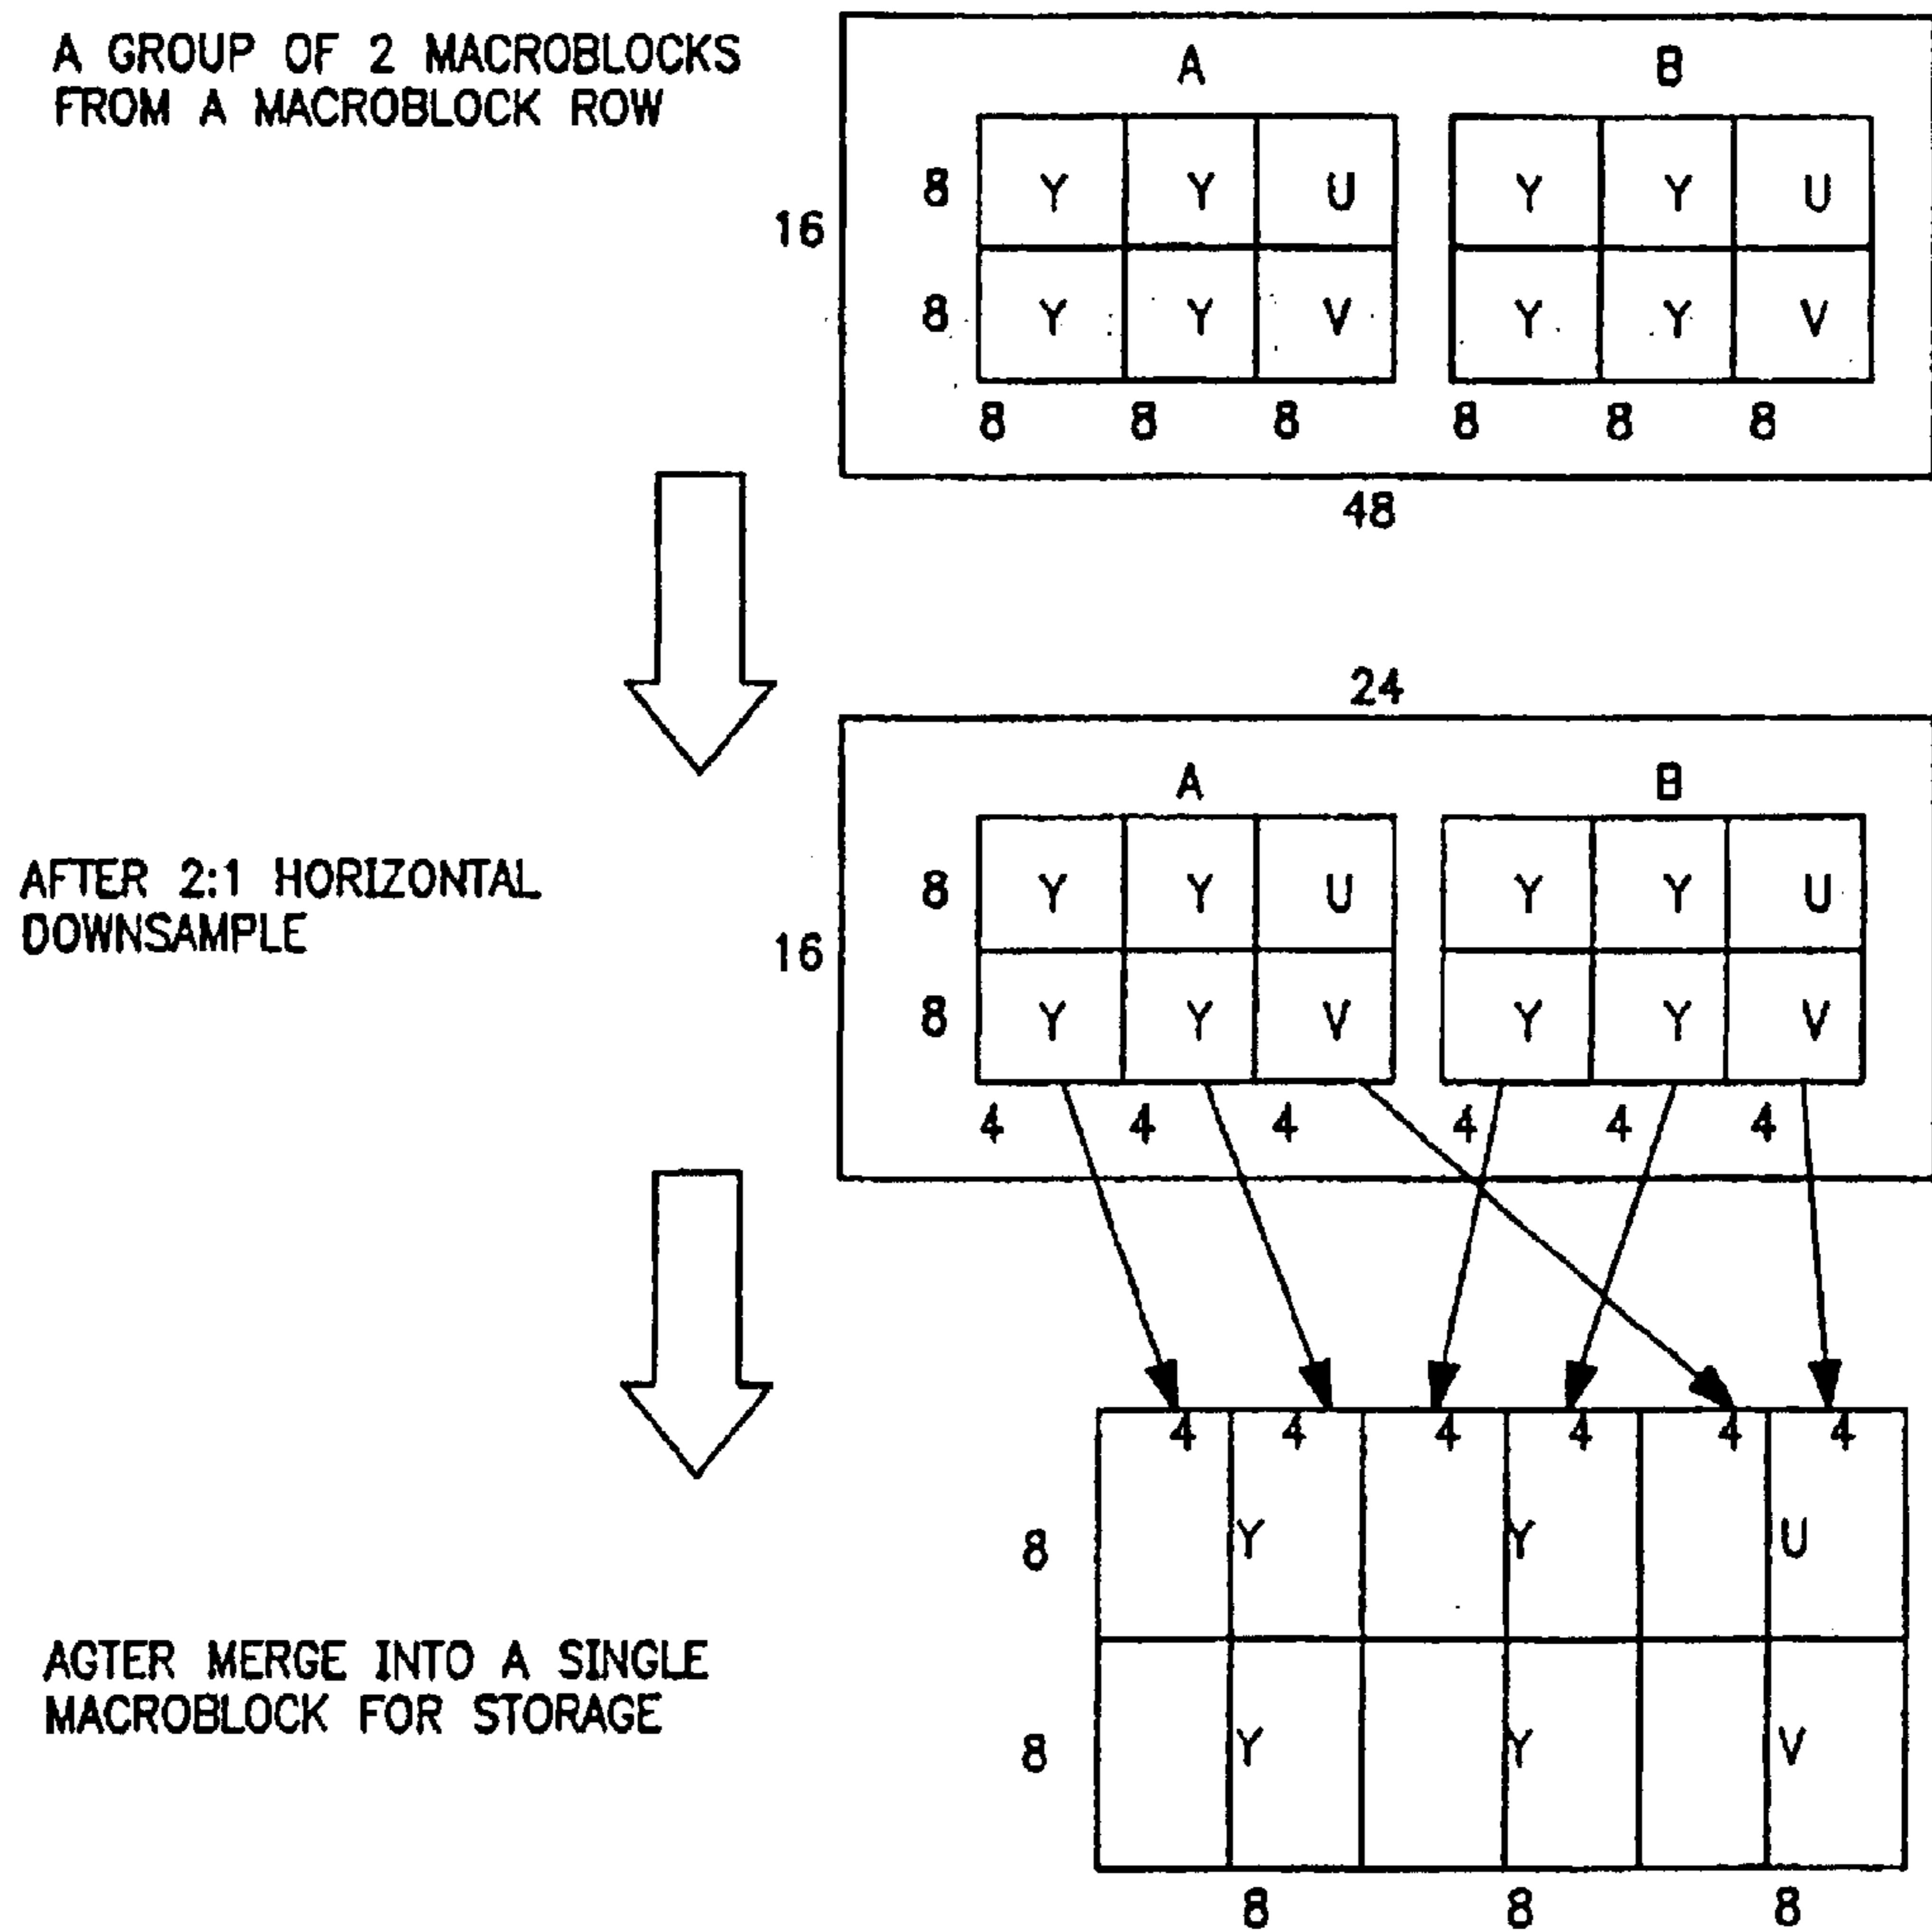 A GROUP OF 2 MACROBLOCKS
FROM A MACROBLOCK ROW
A B
8 Y Y U Y Y U
16
8 Y Y V Y Y V
8 8 8 8 8 8
48
24
A B
AFTER 2:1 HORIZONTAL
DOWNSAMPLE
8 Y Y U Y Y U
16
8 Y Y V Y Y V
4 4 4 4 4 4
4 4 4 4 4 4
8 Y Y U
AGTER MERGE INTO A SINGLE
MACROBLOCK FOR STORAGE
8 Y Y V
8 8 8